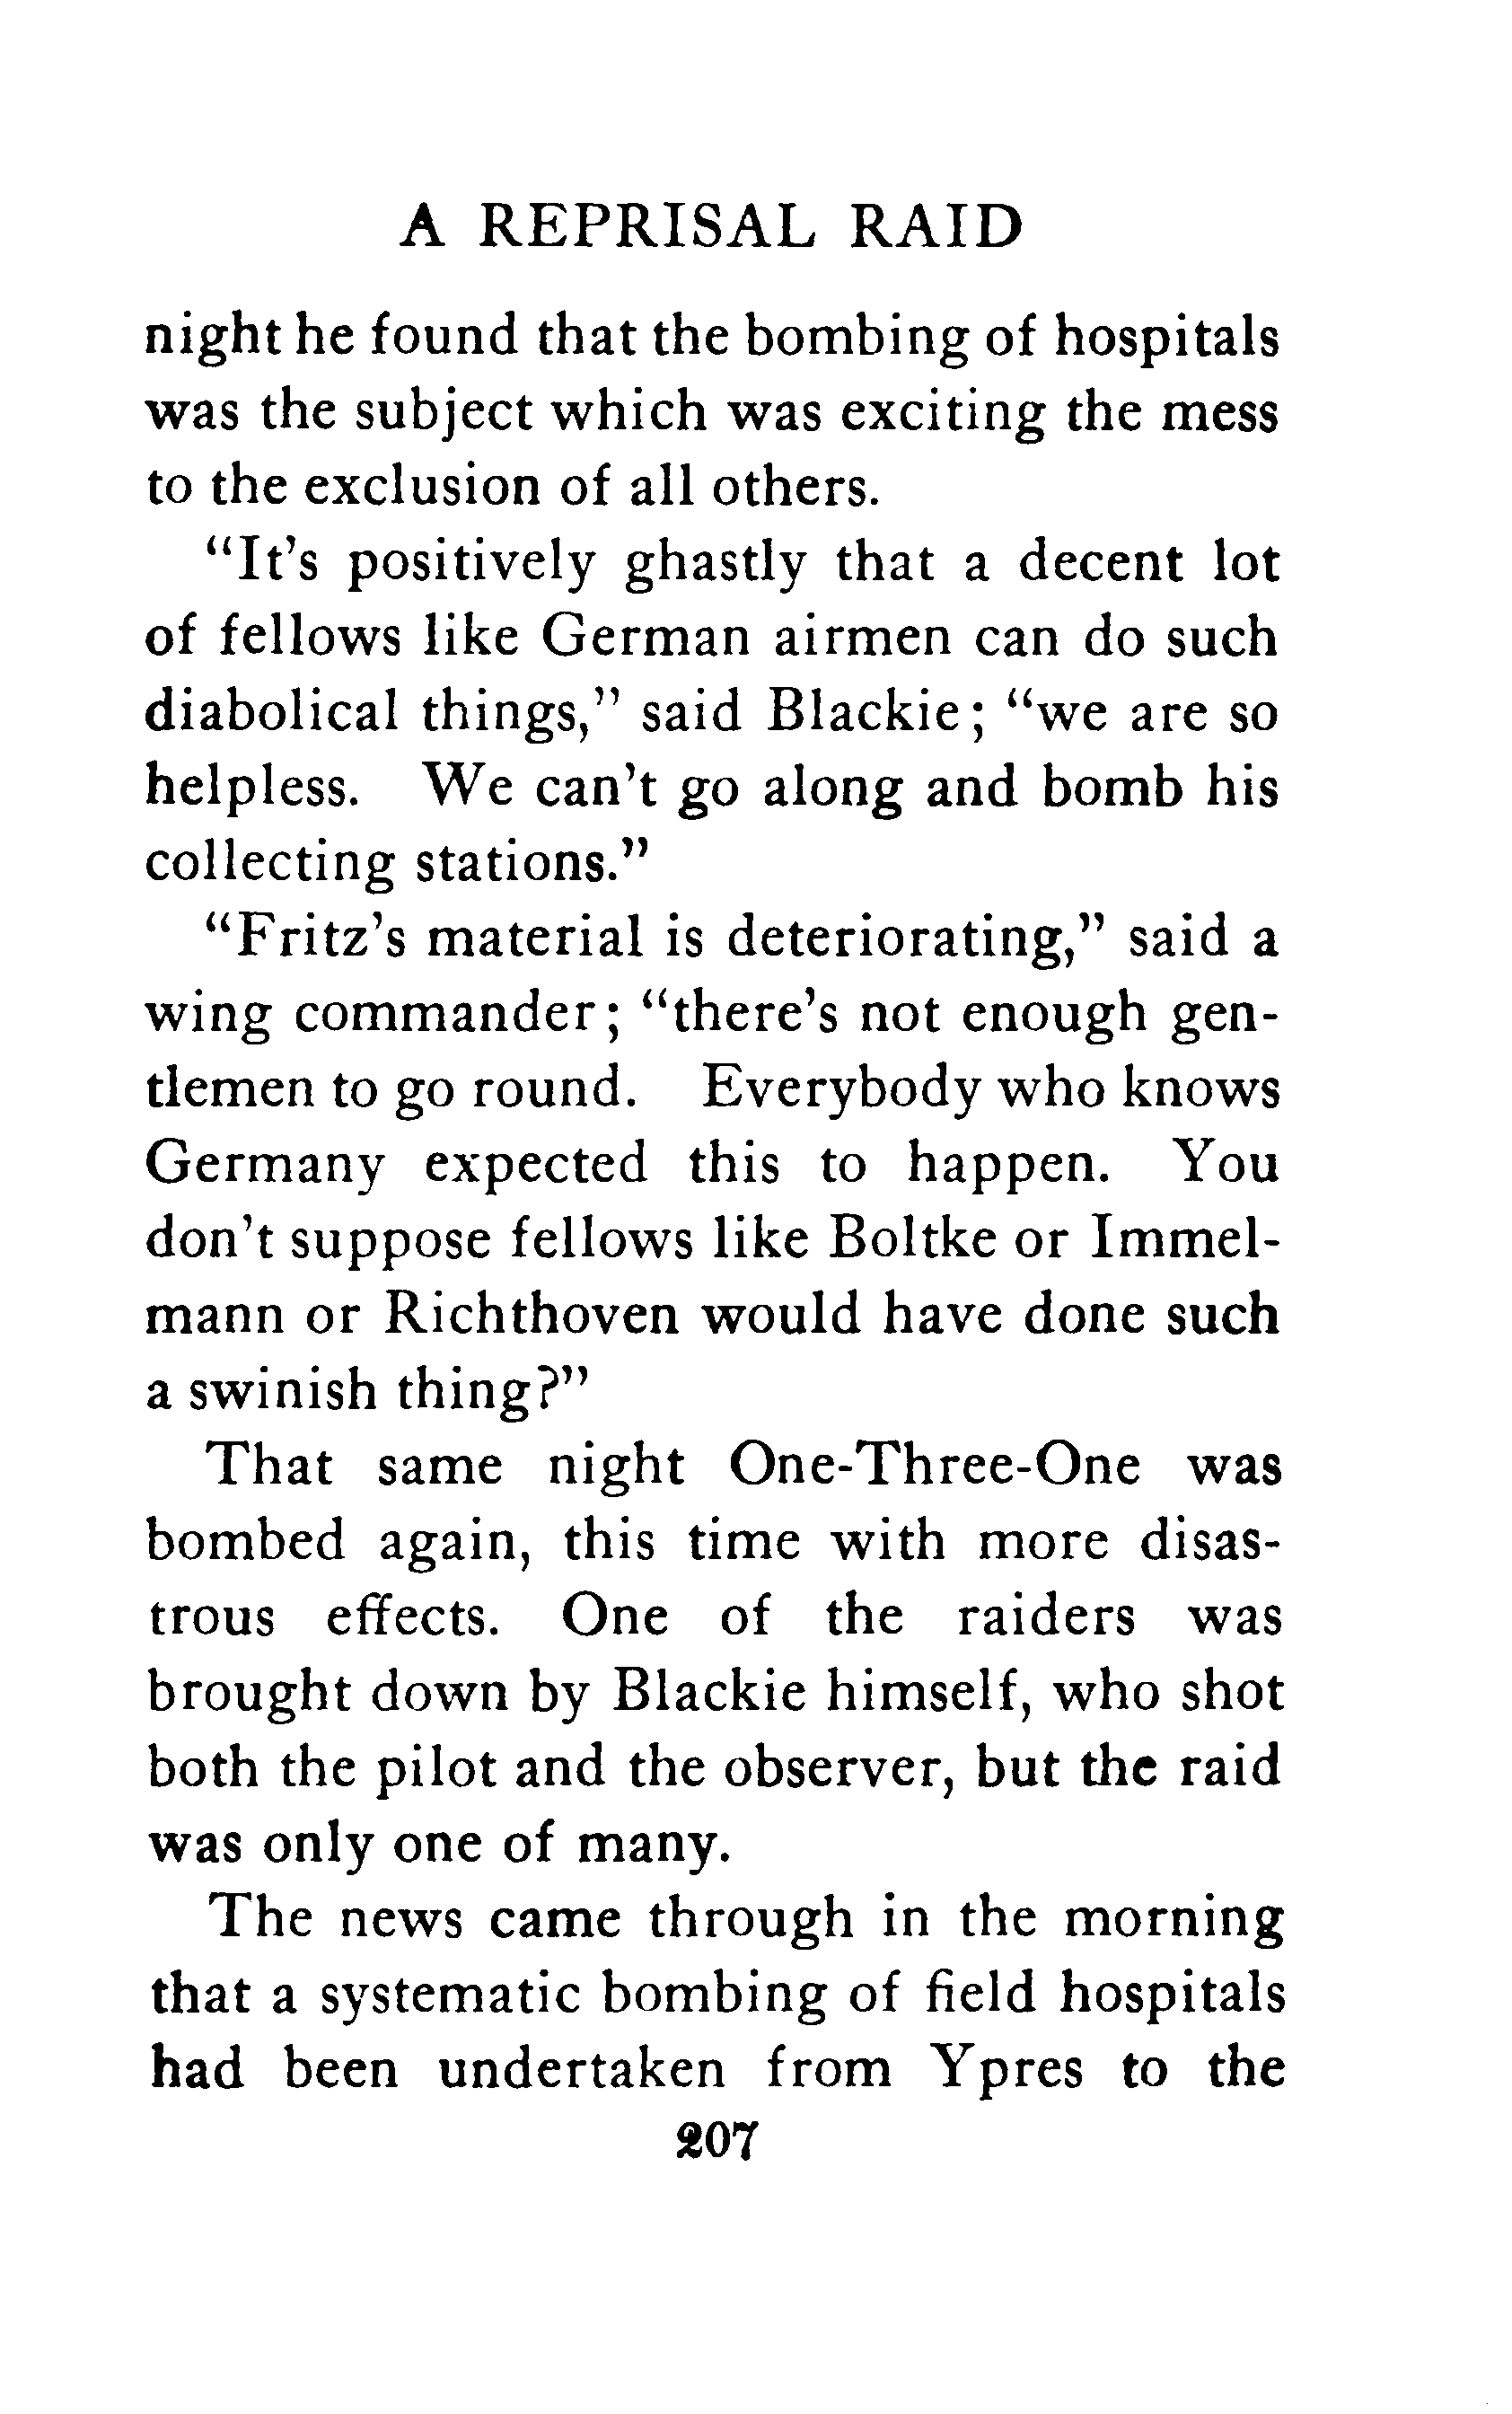 A REPRISAL RAID
night he found that the bombing of hospitals
was the subject which was exciting the mess
to the exclusion of all others.
"It's positively ghastly that a decent lot
of fellows like German airmen can do such
diabolical things," said Blackie; "we are so
helpless. We can't go along and bomb his
collecting stations."
"Fritz's material is deteriorating," said a
wing commander; "there's not enough gen-
tlemen to go round. Everybody who knows
Germany expected this to happen. You
don't suppose fellows like Boltke or Immel-
mann or Richthoven would have done such
a swinish thing?"
That same night One-Three-One was
bombed again, this time with more disas-
trous effects. One of the raiders was
brought down by Blackie himself, who shot
both the pilot and the observer, but the raid
was only one of many.
The news came through in the morning
that a systematic bombing of field hospitals
had been undertaken from Ypres to the
207